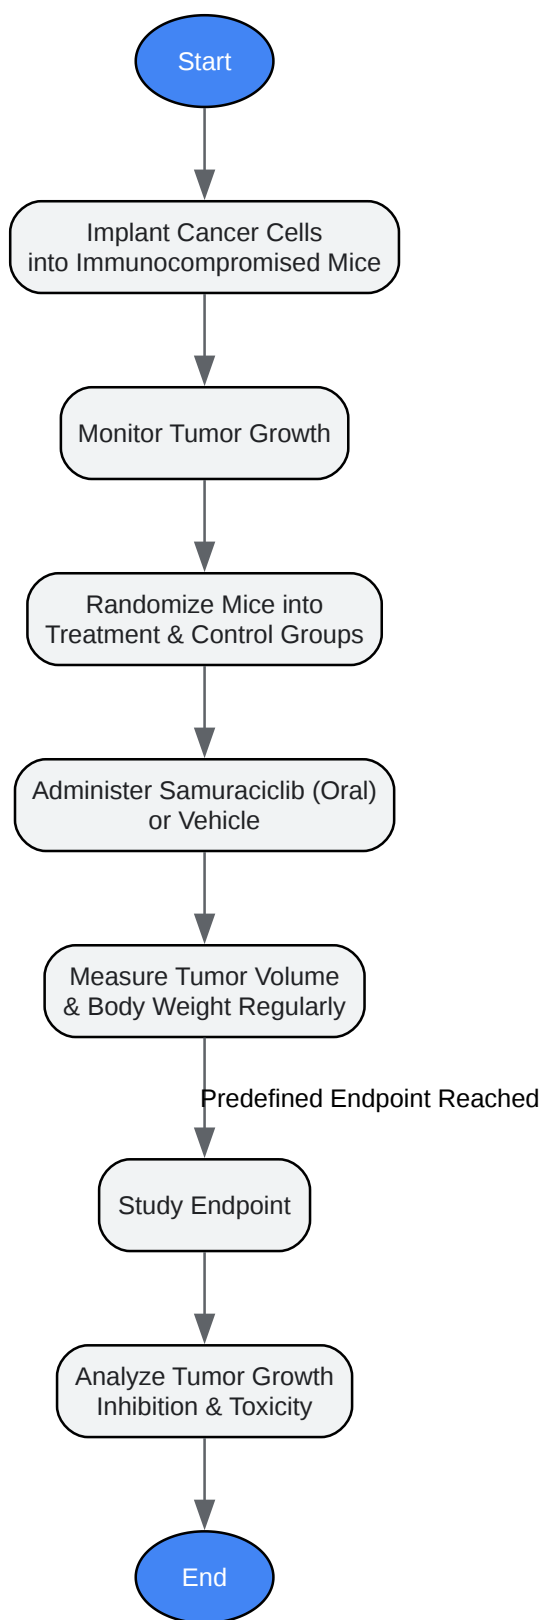 Start
Implant Cancer Cells
into Immunocompromised Mice
Monitor Tumor Growth
Randomize Mice into
Treatment & Control Groups
Administer Samuraciclib (Oral)
or Vehicle
Measure Tumor Volume
& Body Weight Regularly
Predefined Endpoint Reached
Study Endpoint
Analyze Tumor Growth
Inhibition & Toxicity
End